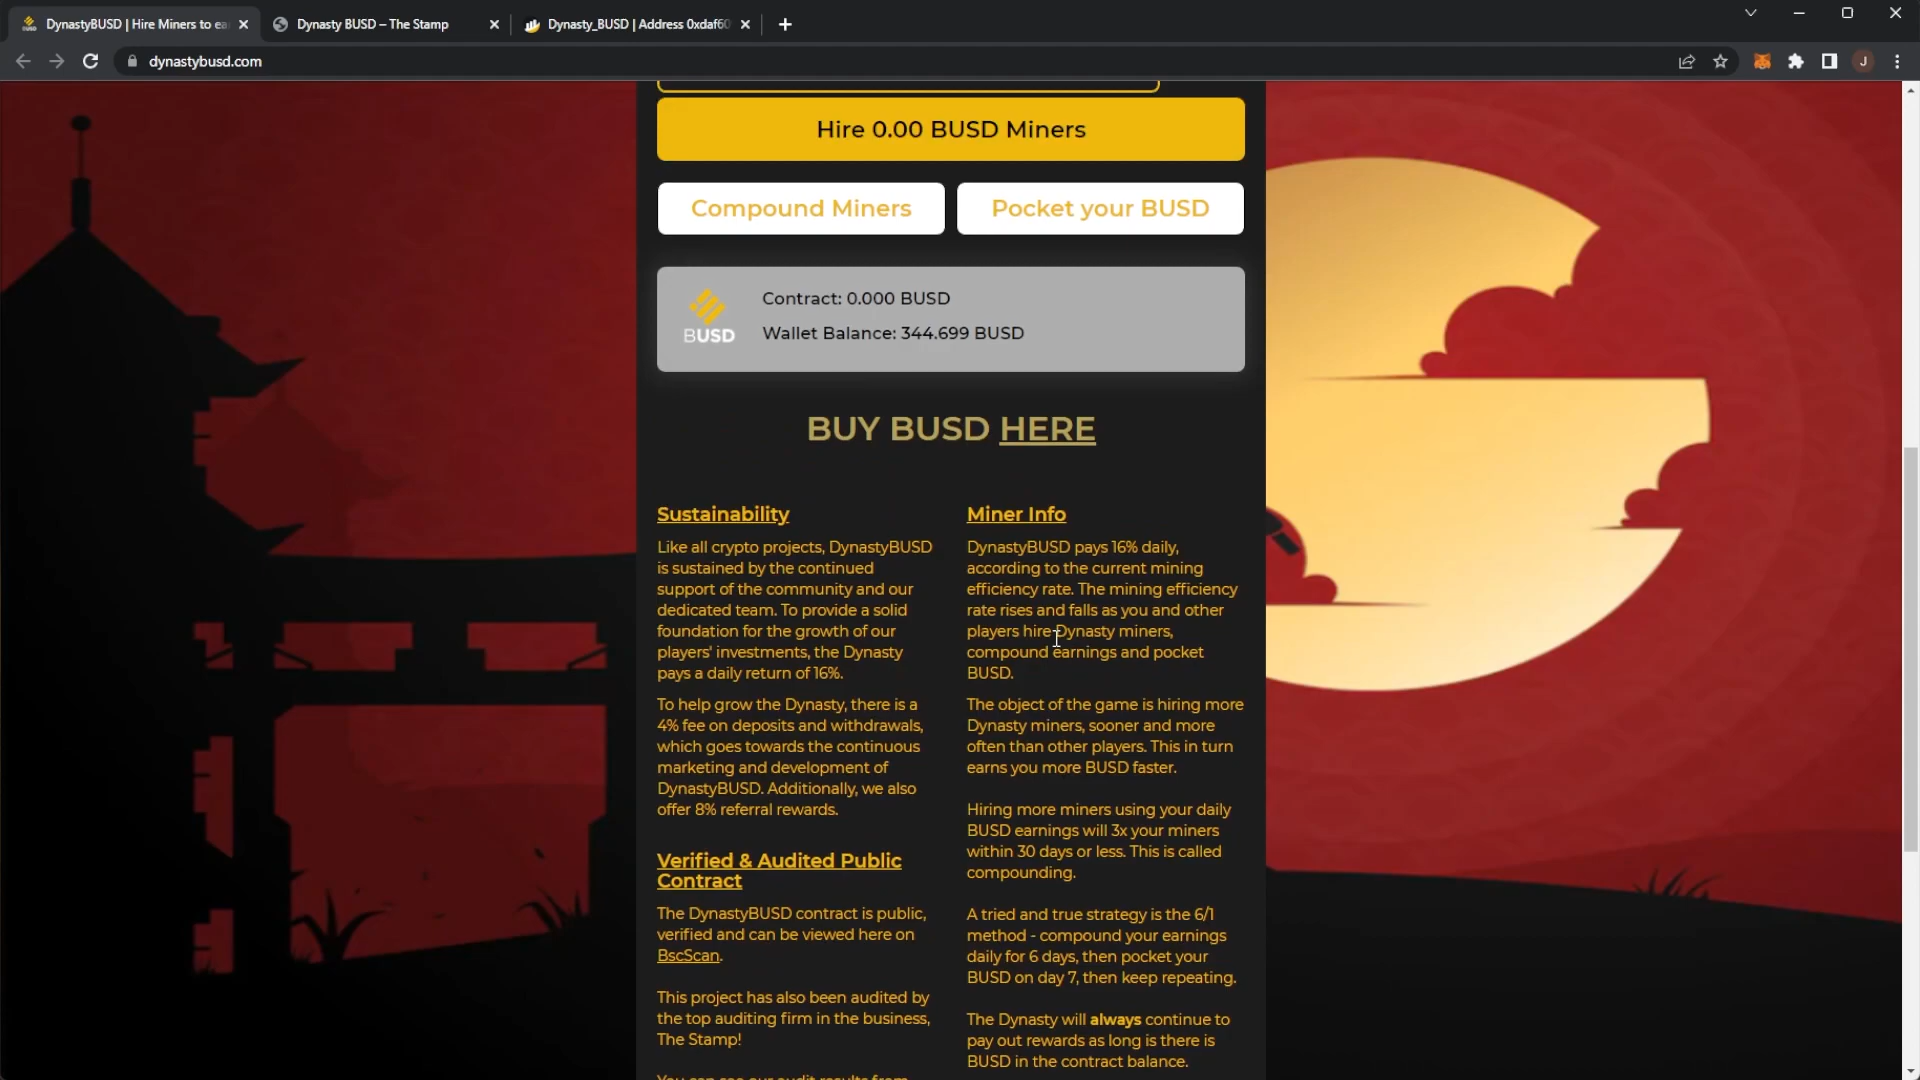 DynastyBUSD | Hire Miners to ea
Dynasty BUSD – The Stamp
Dynasty_BUSD | Address 0xdaf60
dynastybusd.com
J
Hire 0.00 BUSD Miners
Compound Miners
Pocket your BUSD
BUSD
Contract: 0.000 BUSD
Wallet Balance: 344.699 BUSD
BUY BUSD HERE
Sustainability
Like all crypto projects, DynastyBUSD
is sustained by the continued
support of the community and our
dedicated team. To provide a solid
foundation for the growth of our
players' investments, the Dynasty
pays a daily return of 16%.
To help grow the Dynasty, there is a
4% fee on deposits and withdrawals,
which goes towards the continuous
marketing and development of
DynastyBUSD. Additionally, we also
offer 8% referral rewards.
Verified & Audited Public
Contract
The DynastyBUSD contract is public,
verified and can be viewed here on
BscScan.
This project has also been audited by
the top auditing firm in the business,
The Stamp!
You can see our audit results from
Miner Info
DynastyBUSD pays 16% daily,
according to the current mining
efficiency rate. The mining efficiency
rate rises and falls as you and other
players hire Dynasty miners,
compound earnings and pocket
BUSD.
The object of the game is hiring more
Dynasty miners, sooner and more
often than other players. This in turn
earns you more BUSD faster.
Hiring more miners using your daily
BUSD earnings will 3x your miners
within 30 days or less. This is called
compounding.
A tried and true strategy is the 6/1
method - compound your earnings
daily for 6 days, then pocket your
BUSD on day 7, then keep repeating.
The Dynasty will always continue to
pay out rewards as long is there is
BUSD in the contract balance.